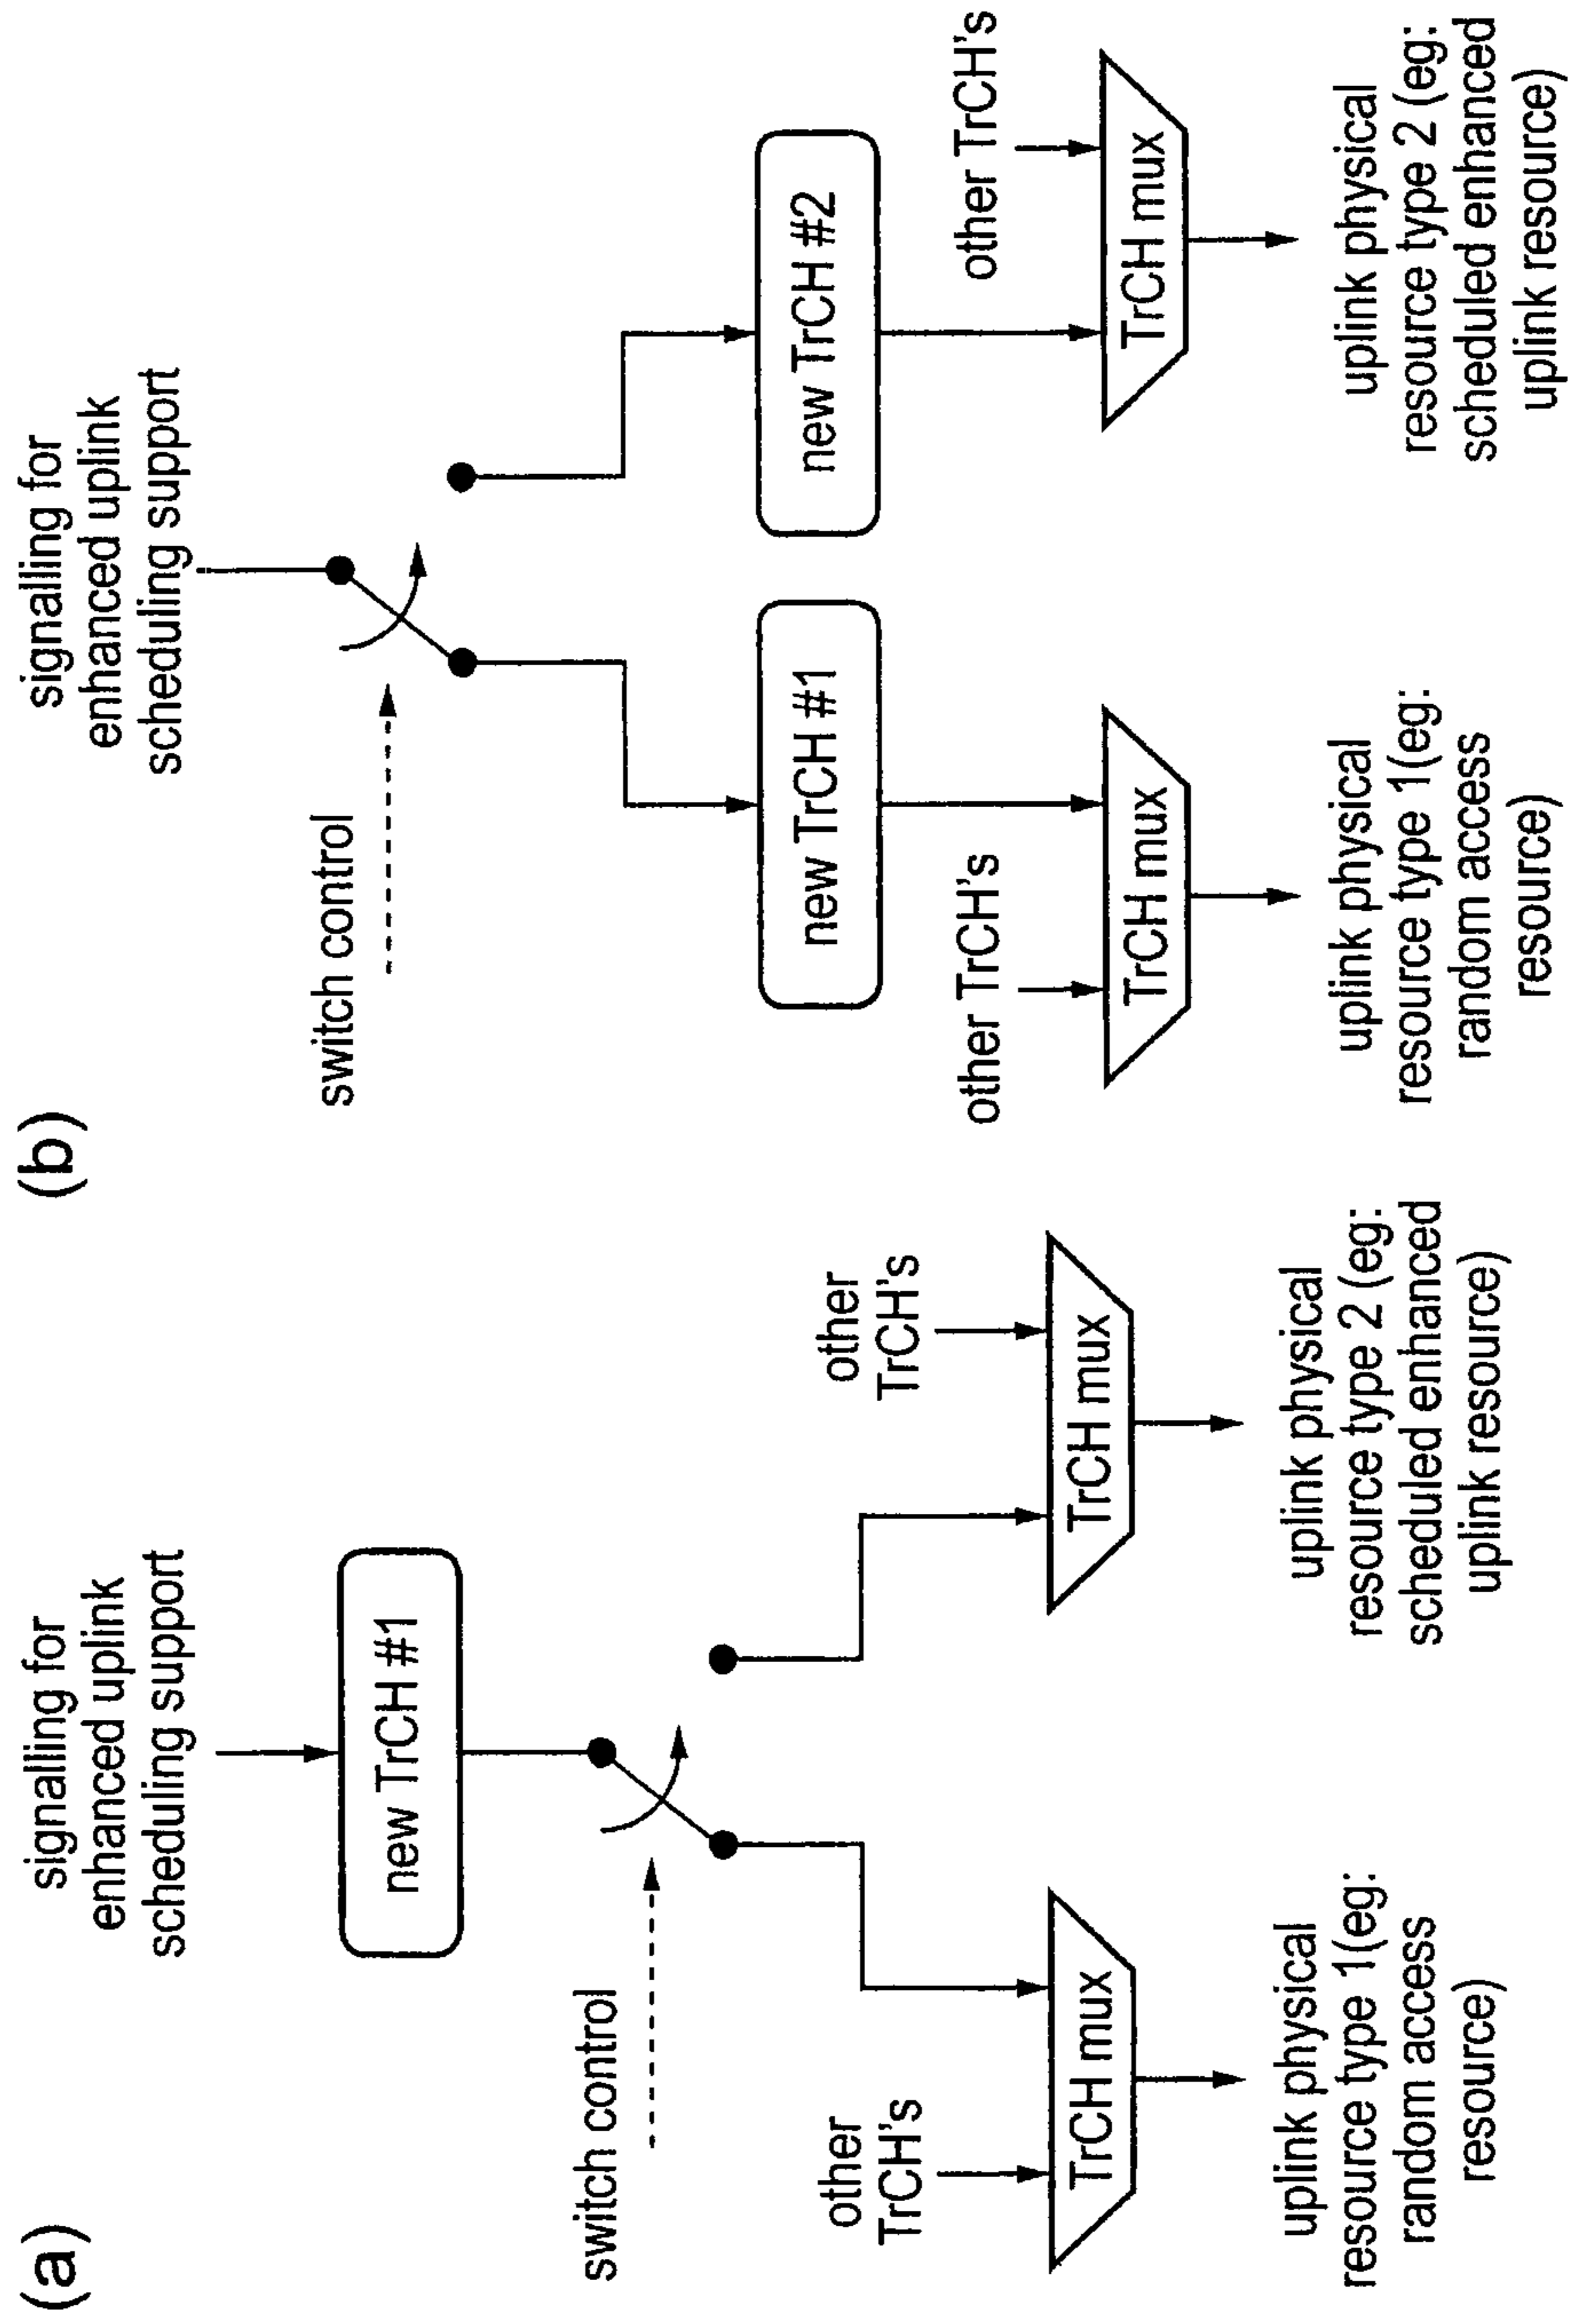 (a)
signalling for
enhanced uplink
scheduling support
new TrCH #1
switch control
other
TrCH's
other
TrCH's
TrCH mux
TrCH mux
uplink physical
resource type 1(eg:
random access
resource)
uplink physical
resource type 2 (eg:
scheduled enhanced
uplink resource)
(b)
signalling for
enhanced uplink
scheduling support
switch control
new TrCH #1
new TrCH #2
other TrCH's
other TrCH's
TrCH mux
TrCH mux
uplink physical
resource type 1(eg:
random access
resource)
uplink physical
resource type 2 (eg:
scheduled enhanced
uplink resource)